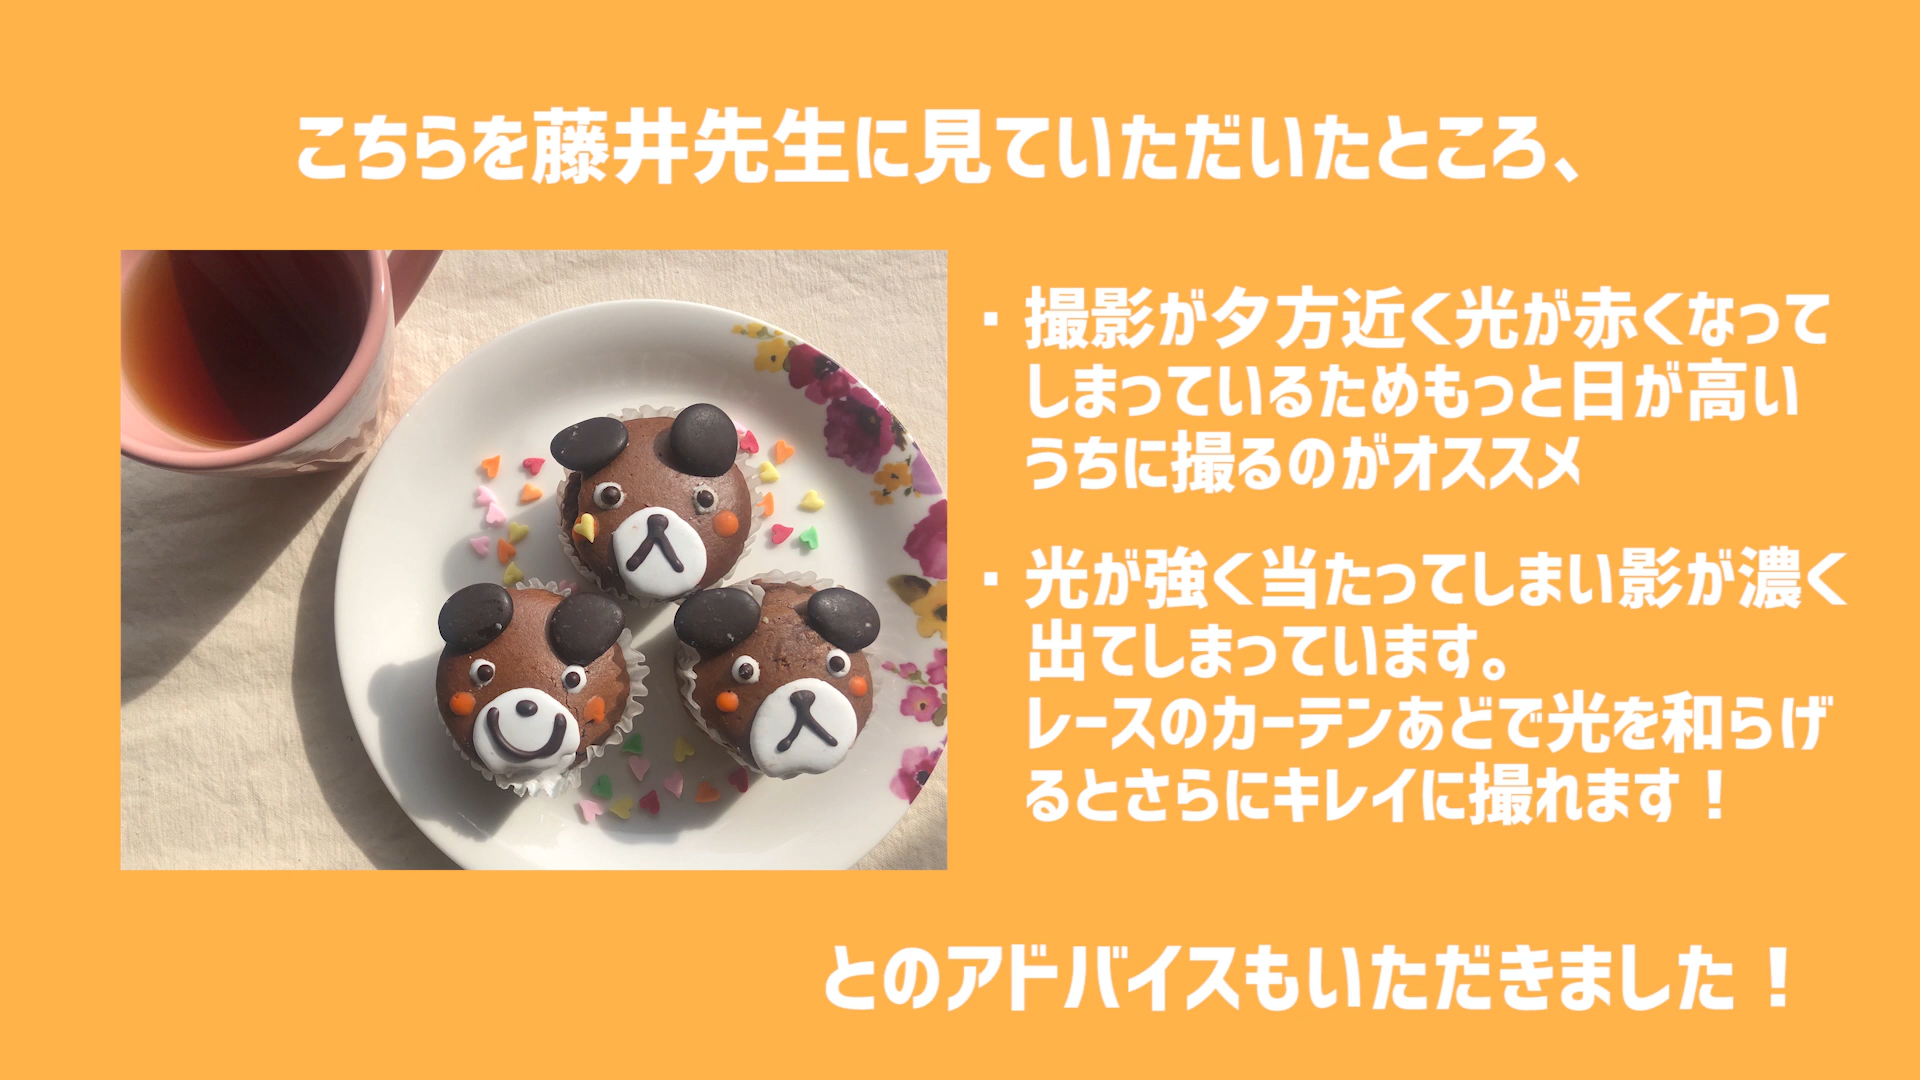 こちらを藤井先生に見ていただいたところ、
・撮影が夕方近く光が赤くなって
しまっているためもっと日が高い
うちに撮るのがオススメ
・光が強く当たってしまい影が濃く
出てしまっています。
レースのカーテンあどで光を和らげ
るとさらにキレイに撮れます！
とのアドバイスもいただきました！